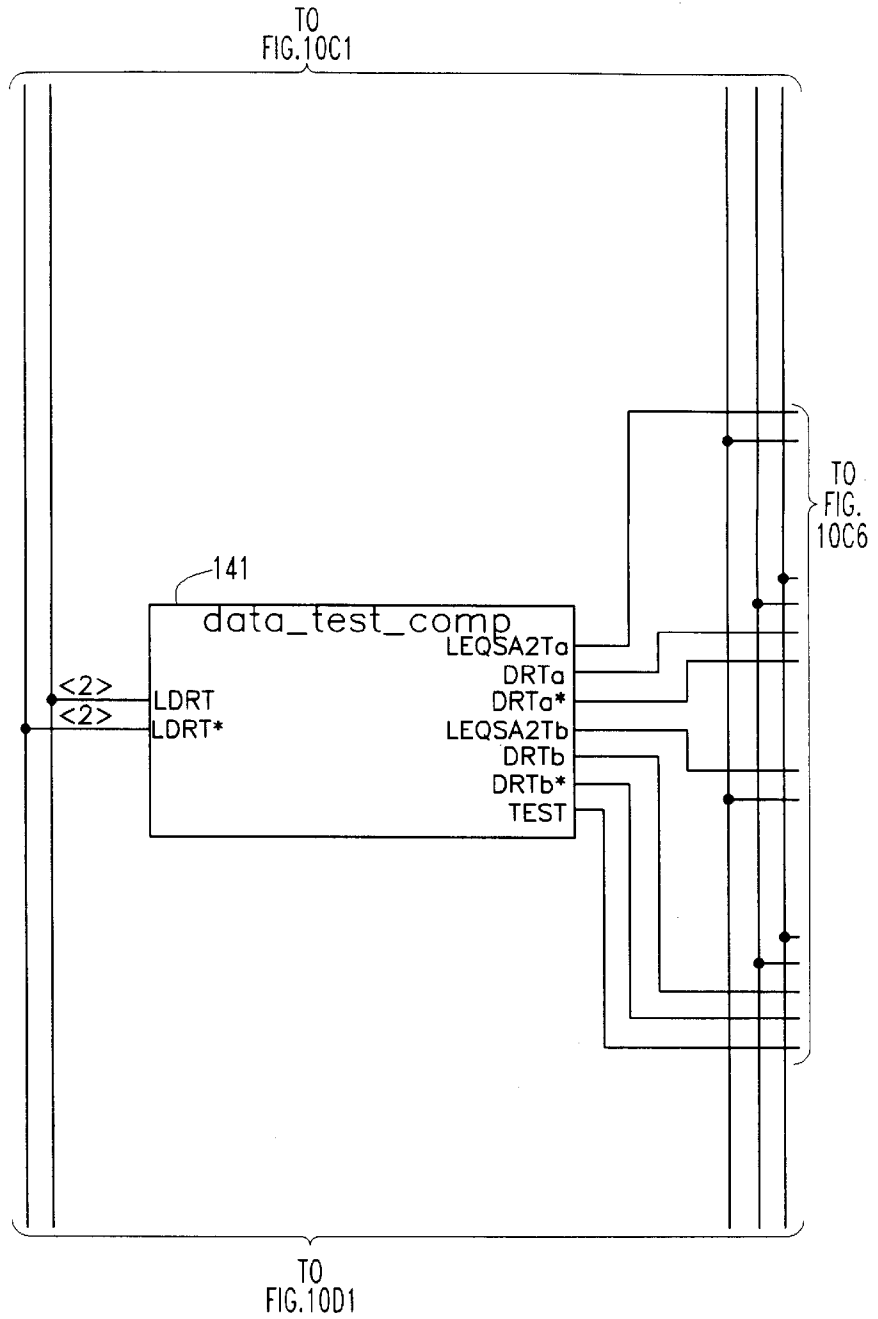 TO
FIG.10C1
TO
FIG.
10C6
141
data_test_comp
LEQSA2Ta
DRTa
<2> LDRT DRTa*
<2> LDRT* LEQSA2Tb
DRTb
DRTb*
TEST
TO
FIG.10D1